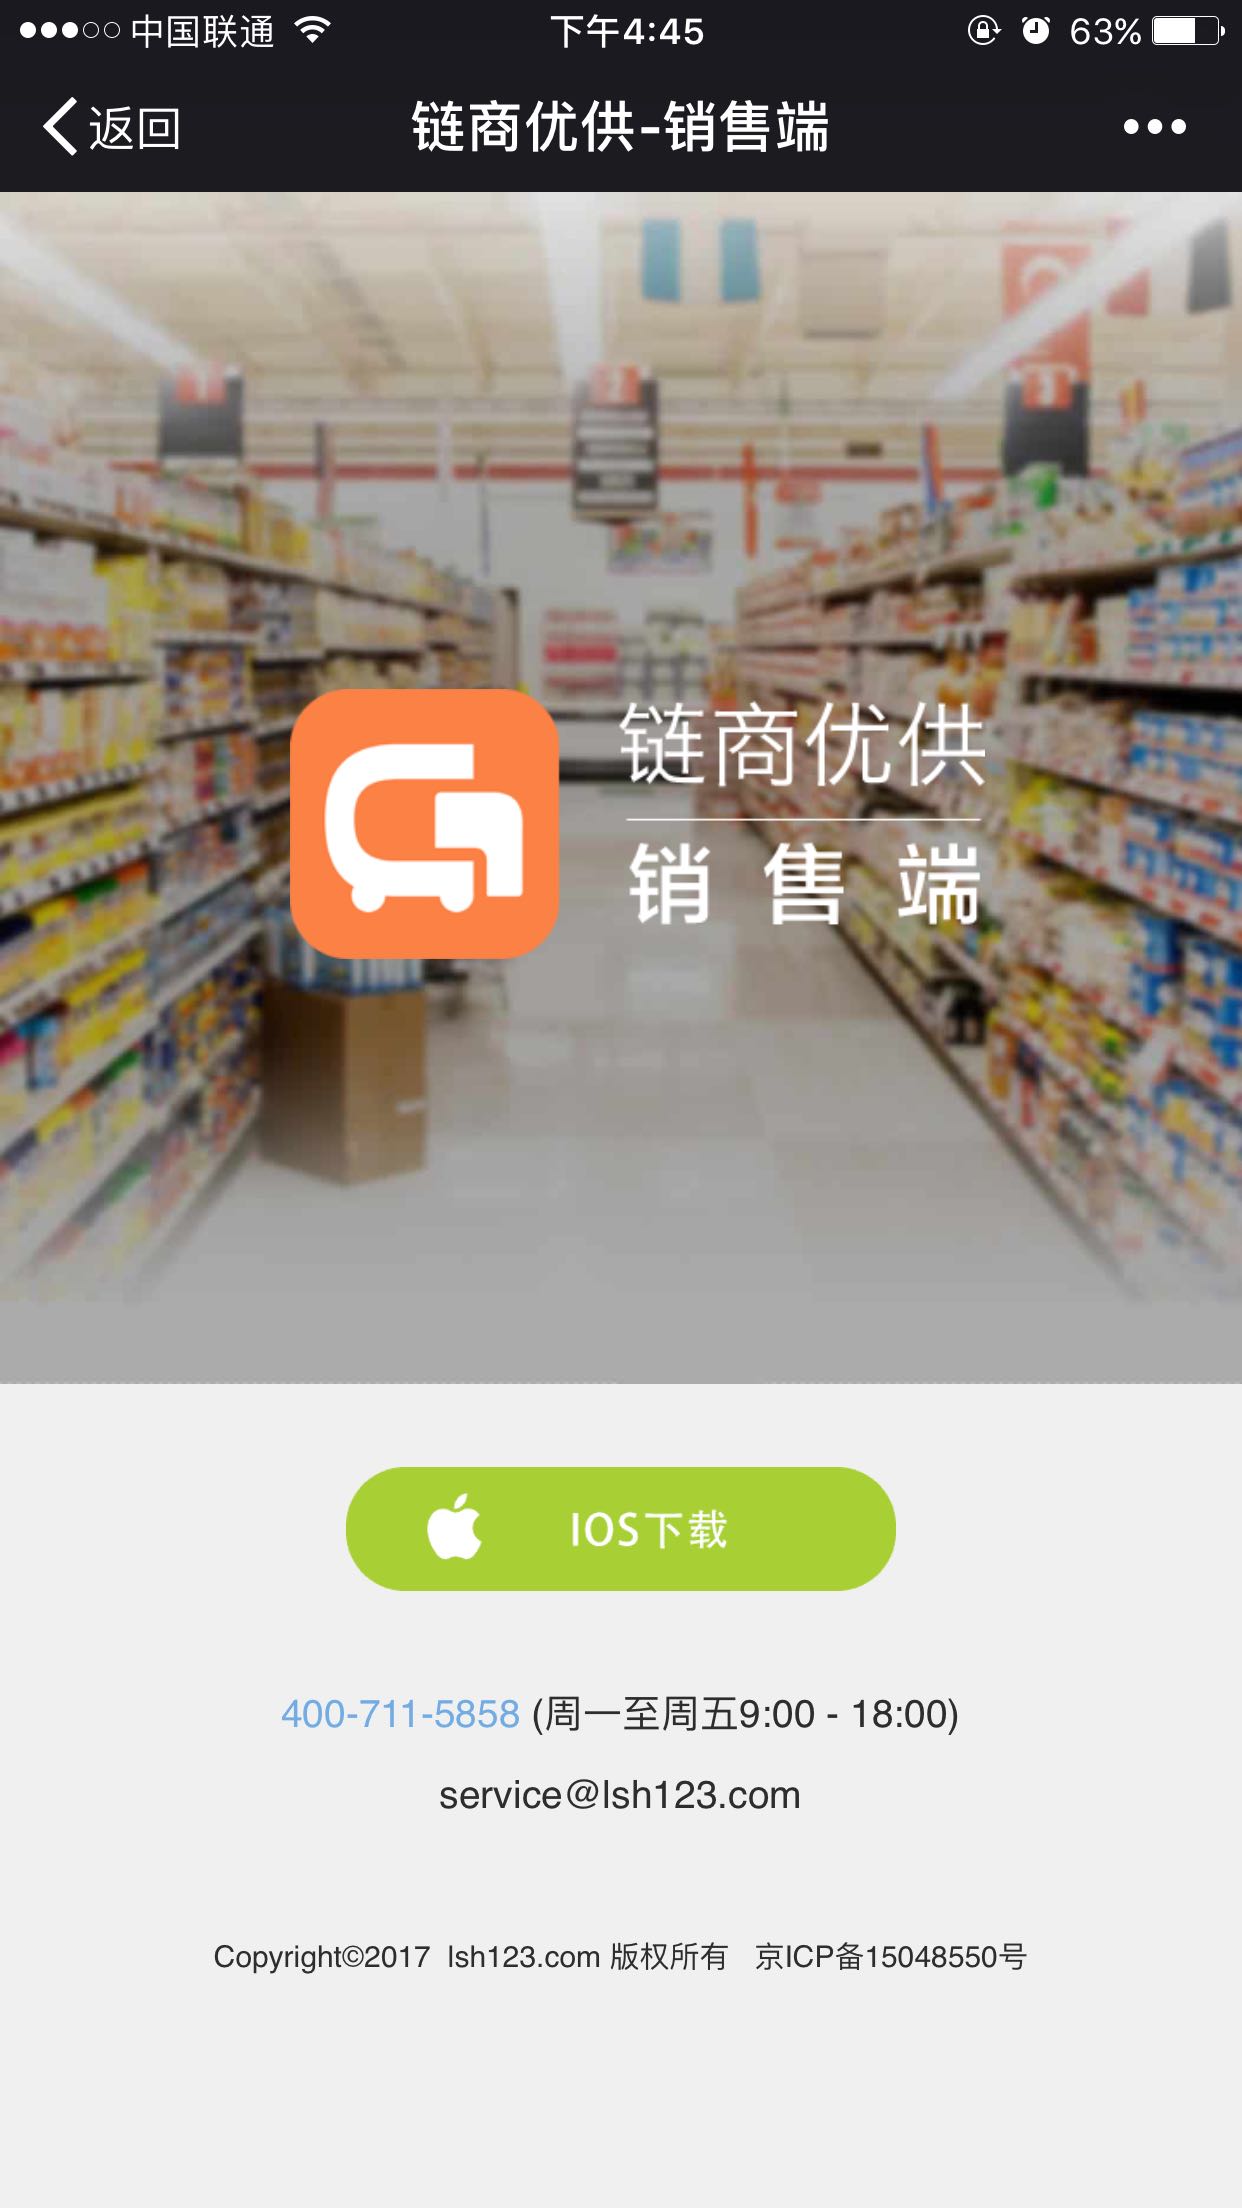 中国联通 下午4:45 63%
返回 链商优供-销售端
1 2 3
链商优供
销售端
IOS下载
400-711-5858 (周一至周五9:00 - 18:00)
service@lsh123.com
Copyright©2017 lsh123.com 版权所有 京ICP备15048550号